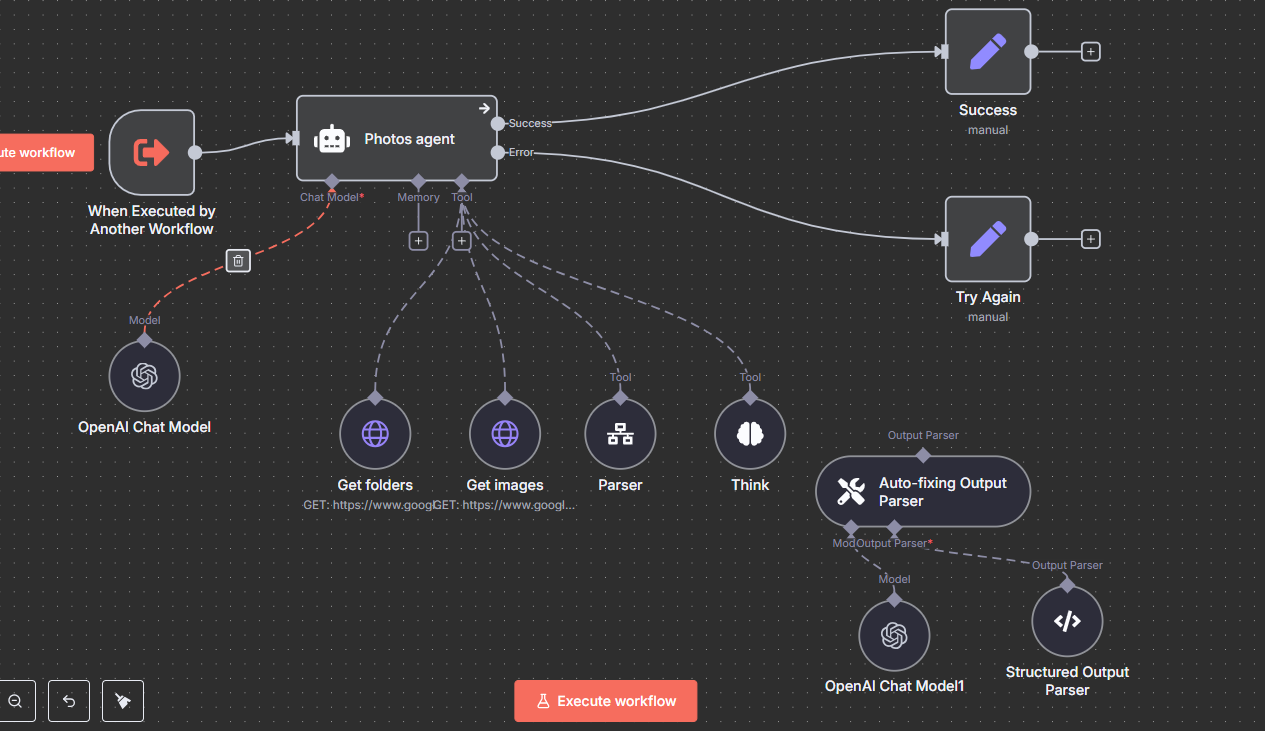 Success
manual
ute workflow
Photos agent
Success
Error
Chat Model*
Memory
Tool
When Executed by
Another Workflow
Try Again
manual
Model
OpenAI Chat Model
Tool
Tool
Get folders
GET: https://www.googl
Get images
GET: https://www.googl...
Parser
Think
Output Parser
Auto-fixing Output
Parser
Mod
Output Parser*
Output Parser
Model
OpenAI Chat Model1
Structured Output
Parser
Execute workflow